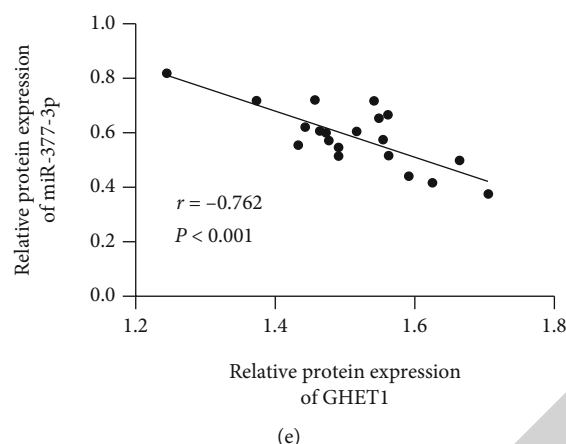 1.0
0.8
0.6
0.4
0.2
0.0
Relative protein expression
of miR-377-3p
r = –0.762
P < 0.001
1.2 1.4 1.6 1.8
Relative protein expression
of GHET1
(e)